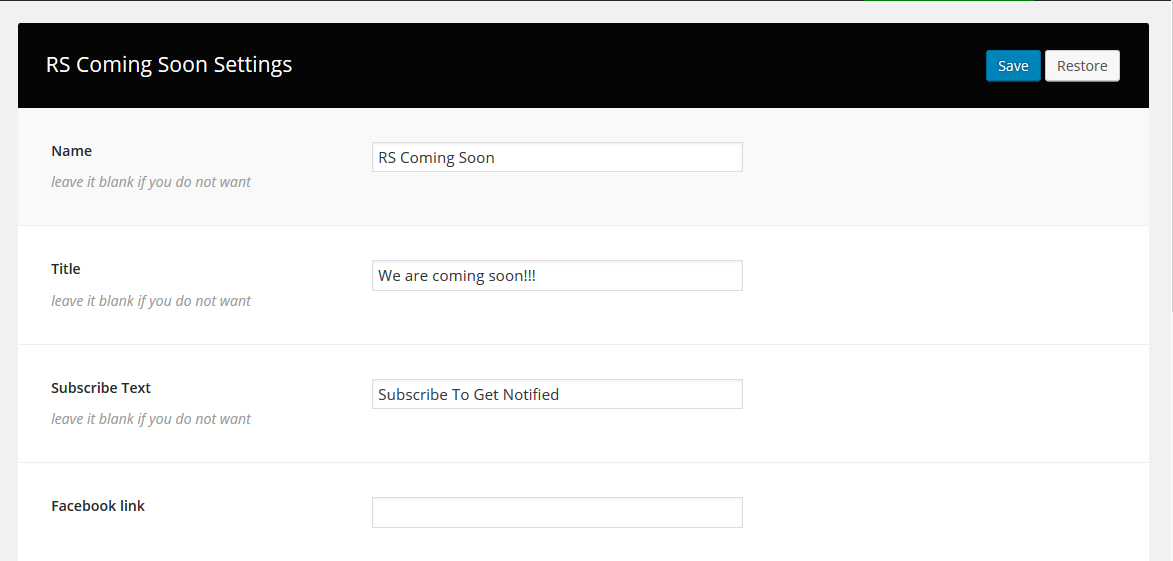 RS Coming Soon Settings
Save Restore
Name
RS Coming Soon
leave it blank if you do not want
Title
We are coming soon!!!
leave it blank if you do not want
Subscribe Text
Subscribe To Get Notified
leave it blank if you do not want
Facebook link